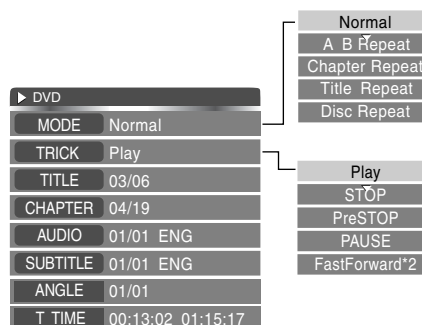 DVD
MODE Normal
TRICK Play
TITLE 03/06
CHAPTER 04/19
AUDIO 01/01 ENG
SUBTITLE 01/01 ENG
ANGLE 01/01
T TIME 00:13:02 01:15:17
Normal
A B Repeat
Chapter Repeat
Title Repeat
Disc Repeat
Play
STOP
PreSTOP
PAUSE
FastForward*2